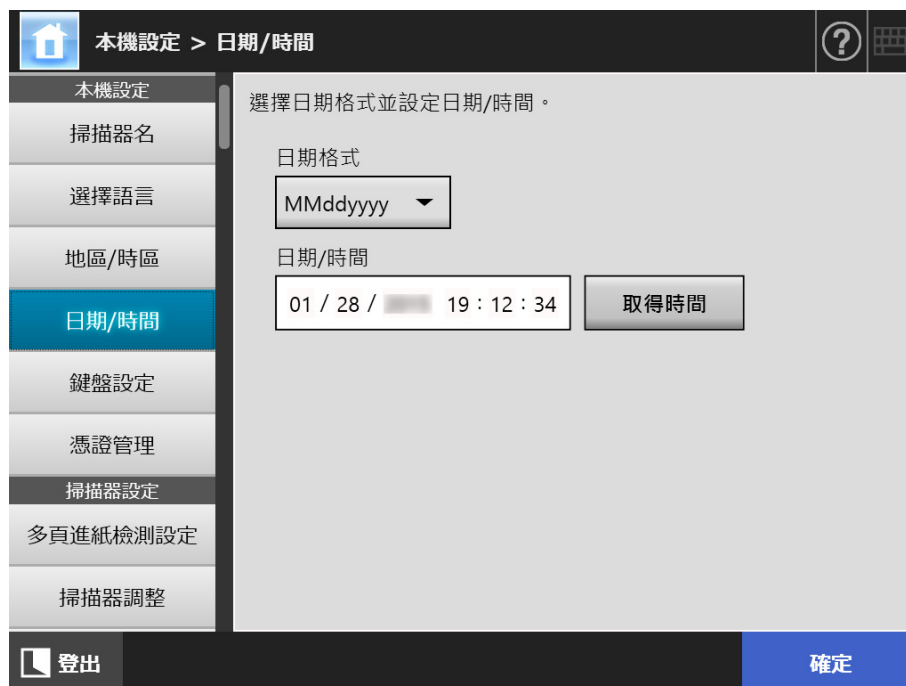 本機設定 > 日期/時間
本機設定
掃描器名
選擇語言
地區/時區
日期/時間
鍵盤設定
憑證管理
掃描器設定
多頁進紙檢測設定
掃描器調整
選擇日期格式並設定日期/時間。
日期格式
MMddyyyy
日期/時間
01 / 28 / 19 : 12 : 34
取得時間
登出
確定